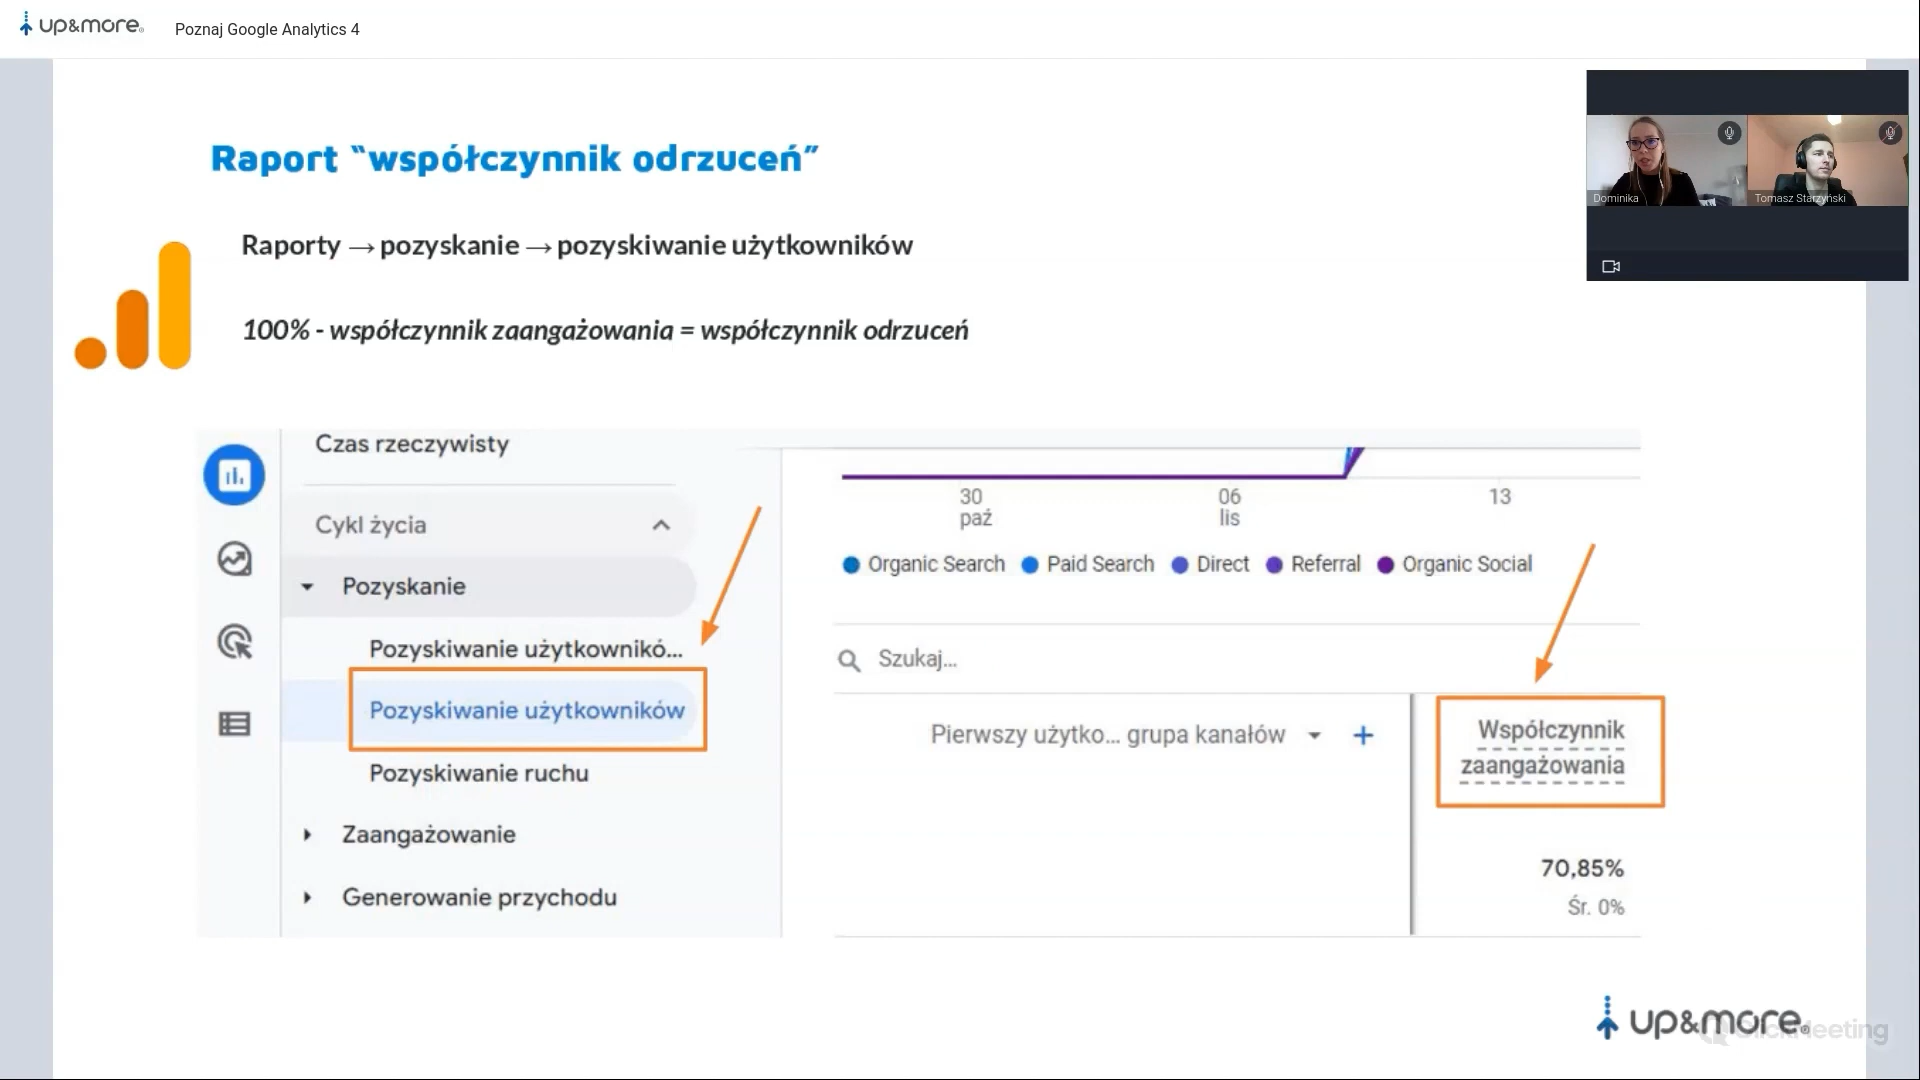 up&more®
Poznaj Google Analytics 4
Dominika
Tomasz Starzyński
Raport “współczynnik odrzuceń”
Raporty → pozyskanie → pozyskiwanie użytkowników
100% - współczynnik zaangażowania = współczynnik odrzuceń
Czas rzeczywisty
Cykl życia
Pozyskanie
Pozyskiwanie użytkownikó...
Pozyskiwanie użytkowników
Pozyskiwanie ruchu
Zaangażowanie
Generowanie przychodu
30
paź
06
lis
13
Organic Search
Paid Search
Direct
Referral
Organic Social
Szukaj...
Pierwszy użytko... grupa kanałów
+
Współczynnik
zaangażowania
70,85%
Śr. 0%
up&more®
ClickMeeting